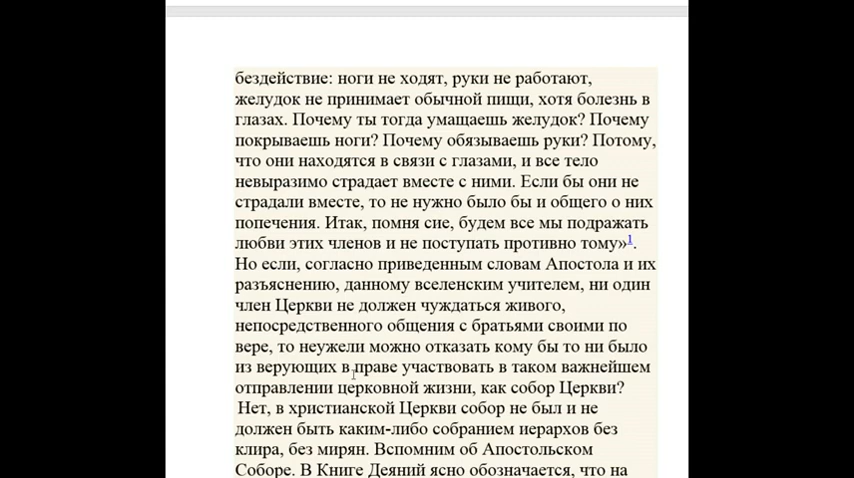 бездействие: ноги не ходят, руки не работают,
желудок не принимает обычной пищи, хотя болезнь в
глазах. Почему ты тогда умащаешь желудок? Почему
покрываешь ноги? Почему обязываешь руки? Потому,
что они находятся в связи с глазами, и все тело
невыразимо страдает вместе с ними. Если бы они не
страдали вместе, то не нужно было бы и общего о них
попечения. Итак, помня сие, будем все мы подражать
любви этих членов и не поступать противно тому»1.
Но если, согласно приведенным словам Апостола и их
разъяснению, данному вселенским учителем, ни один
член Церкви не должен чуждаться живого,
непосредственного общения с братьями своими по
вере, то неужели можно отказать кому бы то ни было
из верующих в праве участвовать в таком важнейшем
отправлении церковной жизни, как собор Церкви?
Нет, в христианской Церкви собор не был и не
должен быть каким-либо собранием иерархов без
клира, без мирян. Вспомним об Апостольском
Соборе. В Книге Деяний ясно обозначается, что на